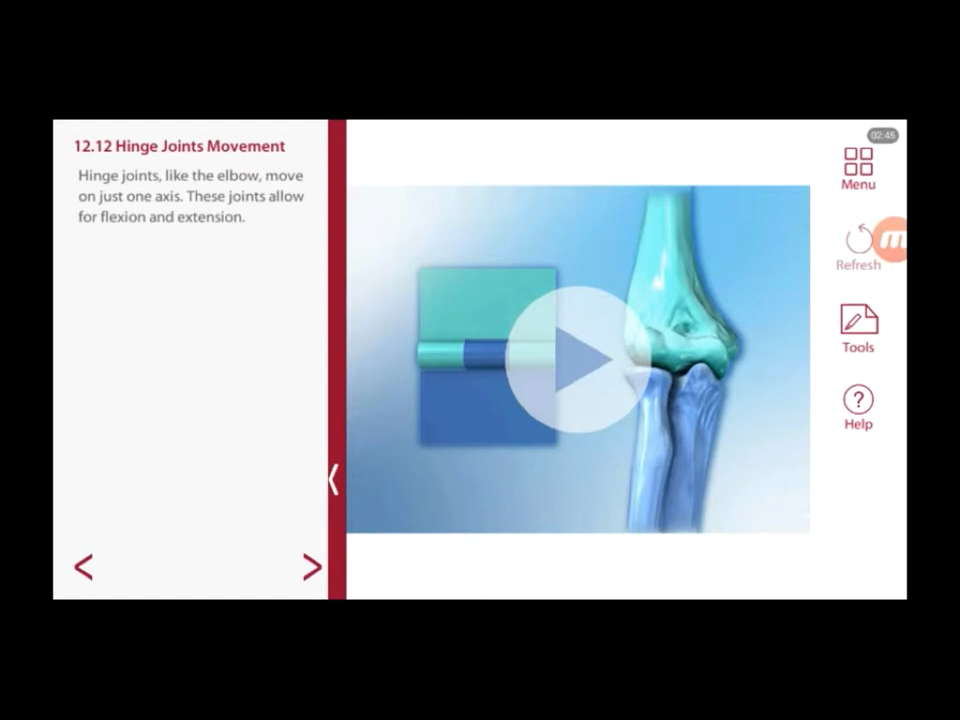 12.12 Hinge Joints Movement
Hinge joints, like the elbow, move
on just one axis. These joints allow
for flexion and extension.
02:45
Menu
Refresh
Tools
Help